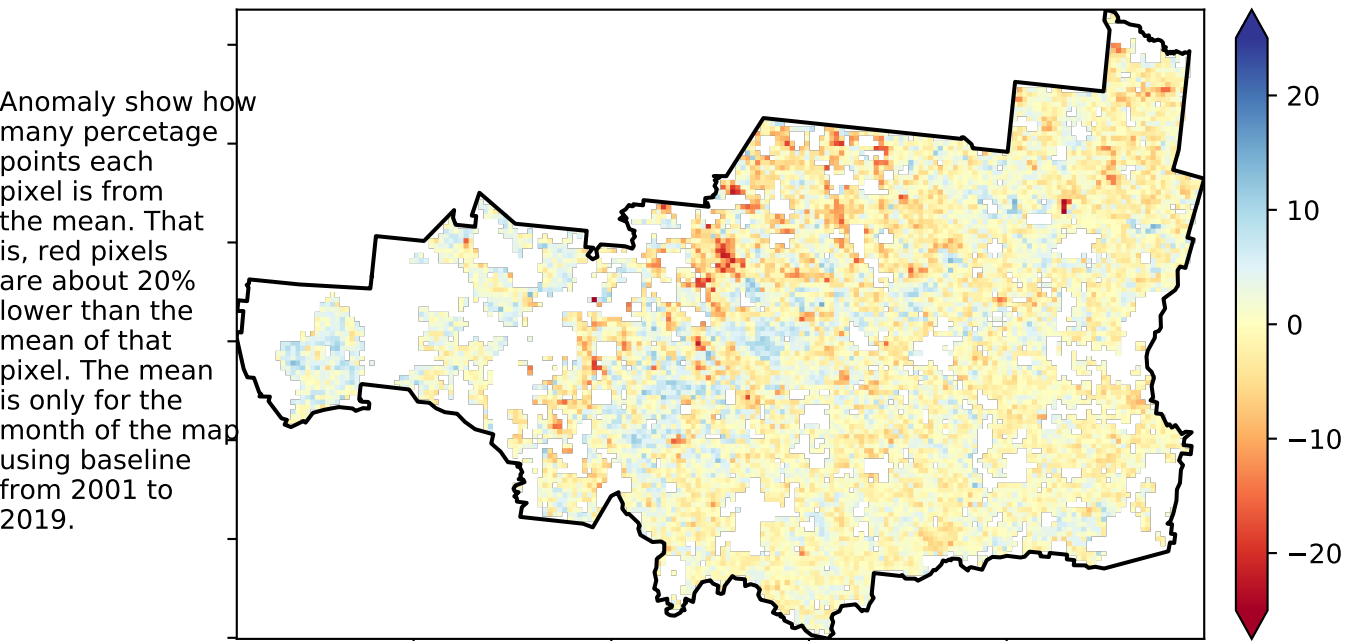 Anomaly show how
many percetage
points each
pixel is from
the mean. That
is, red pixels
are about 20%
lower than the
mean of that
pixel. The mean
is only for the
month of the map
using baseline
from 2001 to
2019.
20
10
0
−10
−20